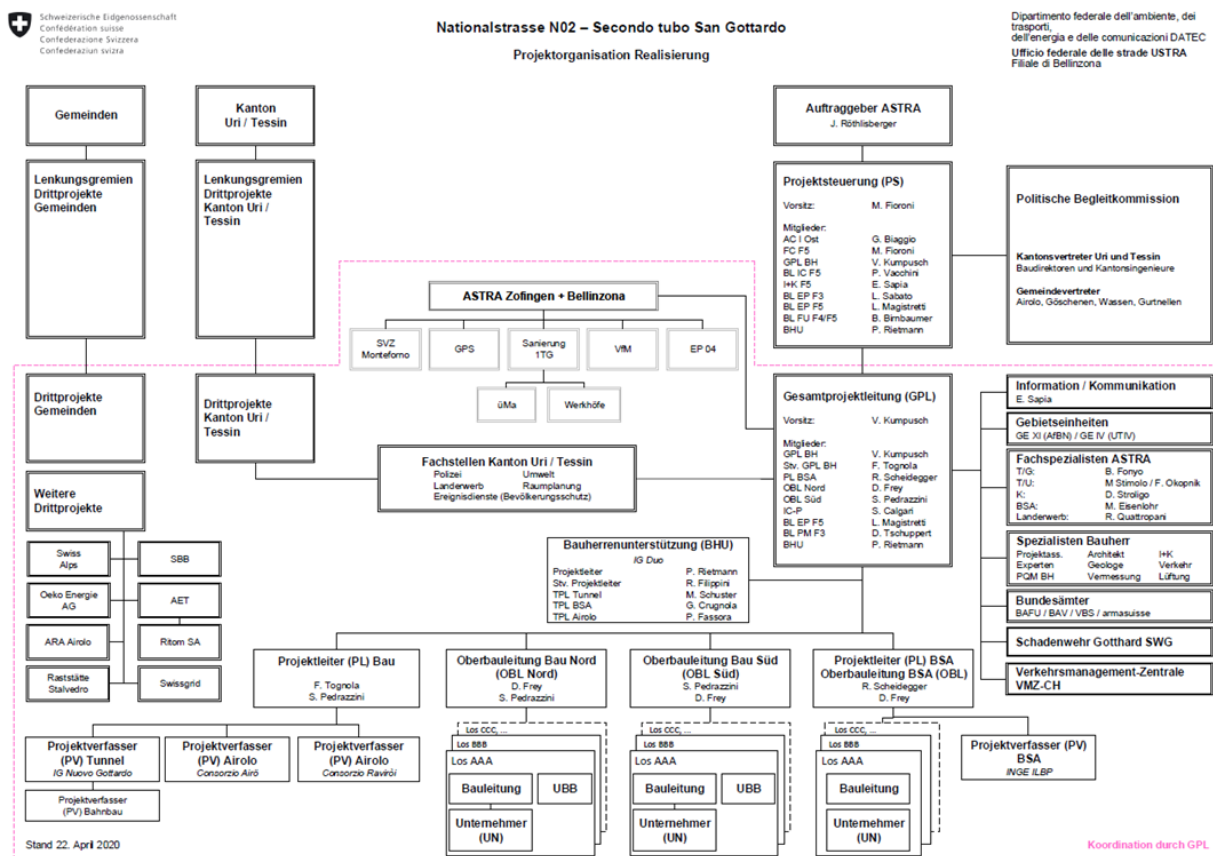 Schweizerische Eidgenossenschaft
Confédération suisse
Confederazione Svizzera
Confederaziun svizra
Nationalstrasse N02 – Secondo tubo San Gottardo
Projektorganisation Realisierung
Dipartimento federale dell'ambiente, dei
trasporti,
dell'energia e delle comunicazioni DATEC
Ufficio federale delle strade USTRA
Filiale di Bellinzona
Gemeinden
Kanton
Uri / Tessin
Auftraggeber ASTRA
J. Röthlisberger
Lenkungsgremien
Drittprojekte
Gemeinden
Lenkungsgremien
Drittprojekte
Kanton Uri /
Tessin
Projektsteuerung (PS)
Vorsitz: M. Fioroni
Mitglieder:
AC I Ost G. Biaggio
FC F5 M. Fioroni
GPL BH V. Kumpusch
BL IC F5 P. Vacchini
I+K F5 E. Sapia
BL EP F3 L. Sabato
BL EP F5 L. Magistretti
BL FU F4/F5 B. Birnbaumer
BHU P. Rietmann
Politische Begleitkommission
Kantonsvertreter Uri und Tessin
Baudirektoren und Kantonsingenieure
Gemeindevertreter
Airolo, Göschenen, Wassen, Gurtnellen
ASTRA Zofingen + Bellinzona
SVZ
Monteforno
GPS
Sanierung
1TG
VfM
EP 04
üMa
Werkhöfe
Drittprojekte
Gemeinden
Drittprojekte
Kanton Uri /
Tessin
Gesamtprojektleitung (GPL)
Vorsitz: V. Kumpusch
Mitglieder:
GPL BH V. Kumpusch
Stv. GPL BH F. Tognola
PL BSA R. Scheidegger
OBL Nord D. Frey
OBL Süd S. Pedrazzini
IC-P S. Calgari
BL EP F5 L. Magistretti
BL PM F3 D. Tschuppert
BHU P. Rietmann
Information / Kommunikation
E. Sapia
Gebietseinheiten
GE XI (AfBN) / GE IV (UTIV)
Fachspezialisten ASTRA
T/G: B. Fonyo
T/U: M Stimolo / F. Okopnik
K: D. Stroligo
BSA: M. Eisenlohr
Landerwerb: R. Quattropani
Spezialisten Bauherr
Projektass. Architekt I+K
Experten Geologe Verkehr
PQM BH Vermessung Lüftung
Bundesämter
BAFU / BAV / VBS / armasuisse
Schadenwehr Gotthard SWG
Verkehrsmanagement-Zentrale
VMZ-CH
Fachstellen Kanton Uri / Tessin
Polizei Umwelt
Landerwerb Raumplanung
Ereignisdienste (Bevölkerungsschutz)
Weitere
Drittprojekte
Swiss
Alps
SBB
Oeko Energie
AG
AET
ARA Airolo
Ritom SA
Raststätte
Stalvedro
Swissgrid
Bauherrenunterstützung (BHU)
IG Duo
Projektleiter P. Rietmann
Stv. Projektleiter R. Filippini
TPL Tunnel M. Schuster
TPL BSA G. Crugnola
TPL Airolo P. Fassora
Projektleiter (PL) Bau
F. Tognola
S. Pedrazzini
Oberbauleitung Bau Nord
(OBL Nord)
D. Frey
S. Pedrazzini
Oberbauleitung Bau Süd
(OBL Süd)
S. Pedrazzini
D. Frey
Projektleiter (PL) BSA
Oberbauleitung BSA (OBL)
R. Scheidegger
D. Frey
Projektverfasser
(PV) Tunnel
IG Nuovo Gottardo
Projektverfasser
(PV) Airolo
Consorzio Airò
Projektverfasser
(PV) Airolo
Consorzio Raviröi
Projektverfasser
(PV) Bahnbau
Los CCC, ...
Los BBB
Los AAA
Bauleitung
UBB
Unternehmer
(UN)
Los CCC, ...
Los BBB
Los AAA
Bauleitung
UBB
Unternehmer
(UN)
Los CCC, ...
Los BBB
Los AAA
Bauleitung
Unternehmer
(UN)
Projektverfasser (PV)
BSA
INGE ILBP
Stand 22. April 2020
Koordination durch GPL